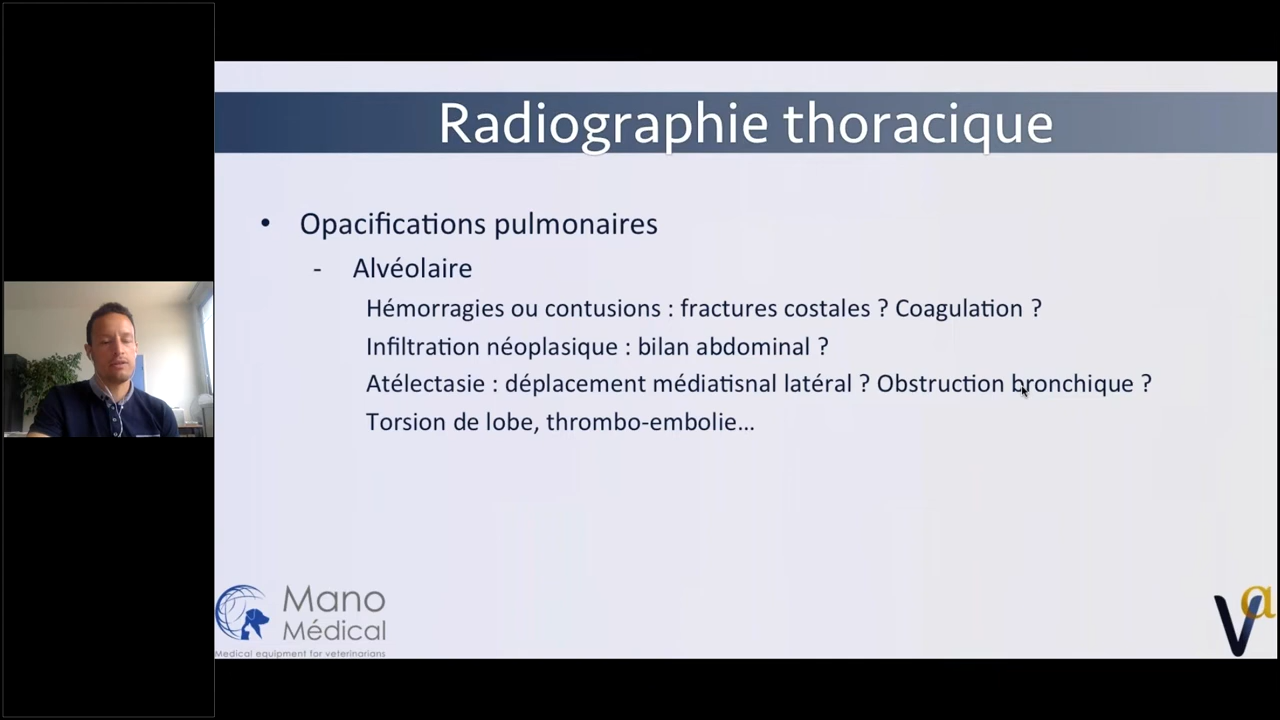 Radiographie thoracique
• Opacifications pulmonaires
- Alvéolaire
Hémorragies ou contusions : fractures costales ? Coagulation ?
Infiltration néoplasique : bilan abdominal ?
Atélectasie : déplacement médiatisnal latéral ? Obstruction bronchique ?
Torsion de lobe, thrombo-embolie...
Mano
Médical
Medical equipment for veterinarians
Va